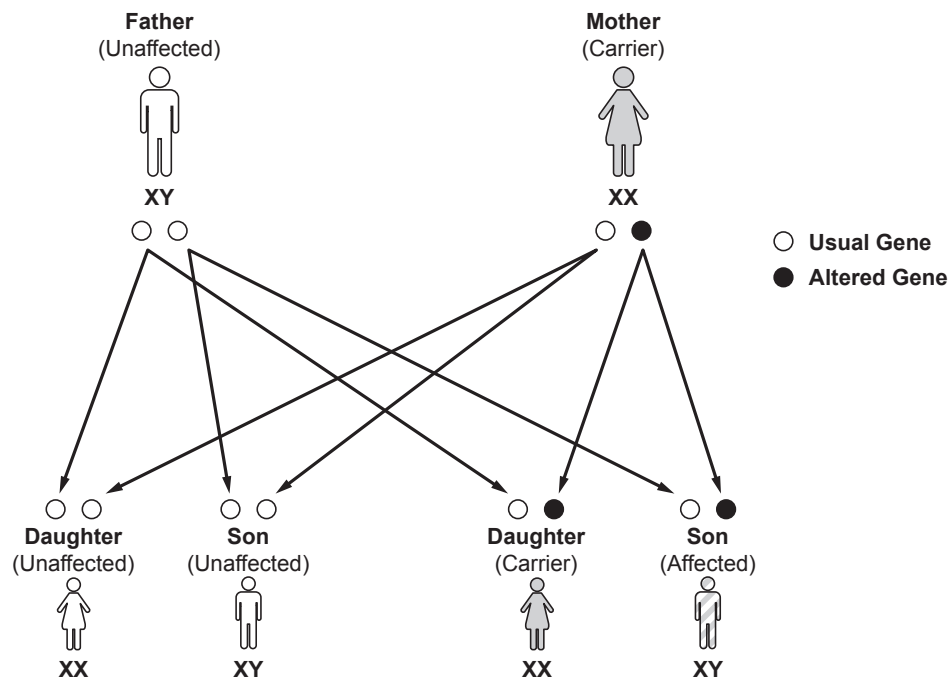 Father
(Unaffected)
XY
Mother
(Carrier)
XX
Usual Gene
Altered Gene
Daughter
(Unaffected)
XX
Son
(Unaffected)
XY
Daughter
(Carrier)
XX
Son
(Affected)
XY